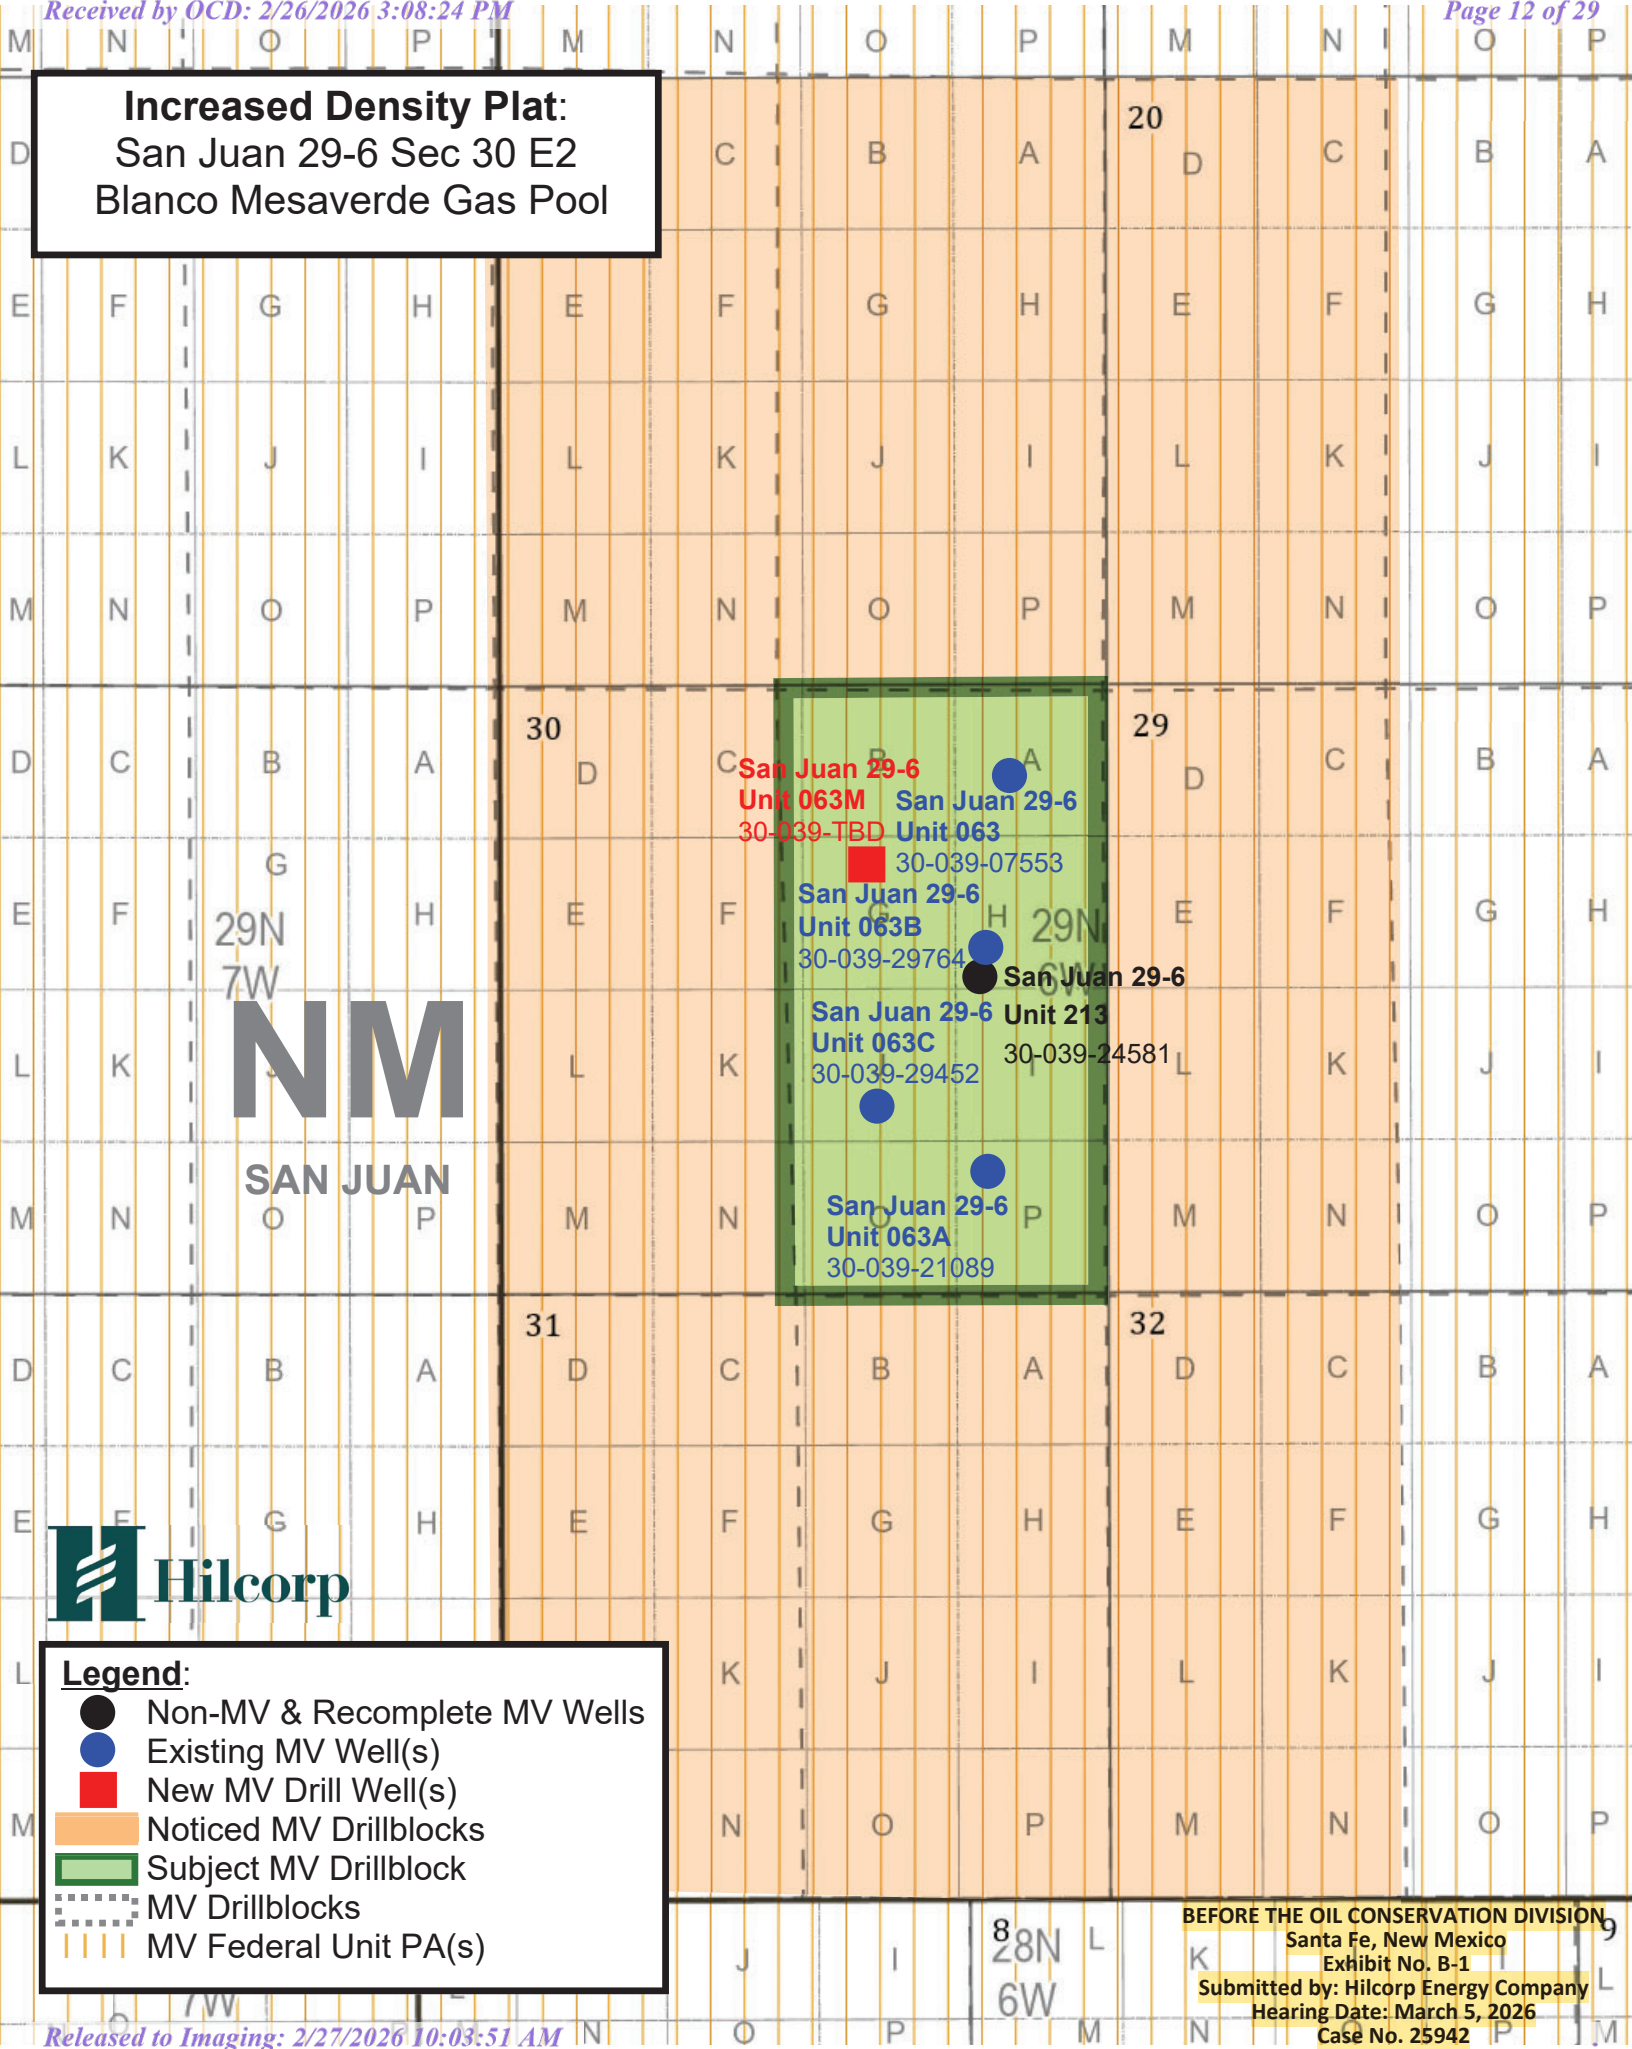 Received by OCD: 2/26/2026 3:08:24 PM
Page 12 of 29
M N O P M N O P M N O P
Increased Density Plat:
San Juan 29-6 Sec 30 E2
Blanco Mesaverde Gas Pool
20
D C B A D C B A
E F G H E F G H E F G H
L K J I L K J I L K J I
M N O P M N O P M N O P
30
29
D C B A D C B A D C B A
San Juan 29-6
Unit 063M
30-039-TBD
San Juan 29-6
Unit 063
30-039-07553
G
E F H E F G H E F G H
29N
7W
29N
6W
San Juan 29-6
Unit 063B
30-039-29764
San Juan 29-6
Unit 213
30-039-24581
San Juan 29-6
Unit 063C
30-039-29452
NM
L K J L K J I L K J I
SAN JUAN
M N O P M N O P M N O P
San Juan 29-6
Unit 063A
30-039-21089
31
32
D C B A D C B A D C B A
E F G H E F G H E F G H
Hilcorp
L K J I L K J I
M N O P M N O P
Legend:
Non-MV & Recomplete MV Wells
Existing MV Well(s)
New MV Drill Well(s)
Noticed MV Drillblocks
Subject MV Drillblock
MV Drillblocks
MV Federal Unit PA(s)
8
9
J I L K I L
28N
6W
7W
BEFORE THE OIL CONSERVATION DIVISION
Santa Fe, New Mexico
Exhibit No. B-1
Submitted by: Hilcorp Energy Company
Hearing Date: March 5, 2026
Case No. 25942
N O P M N O P M
Released to Imaging: 2/27/2026 10:03:51 AM